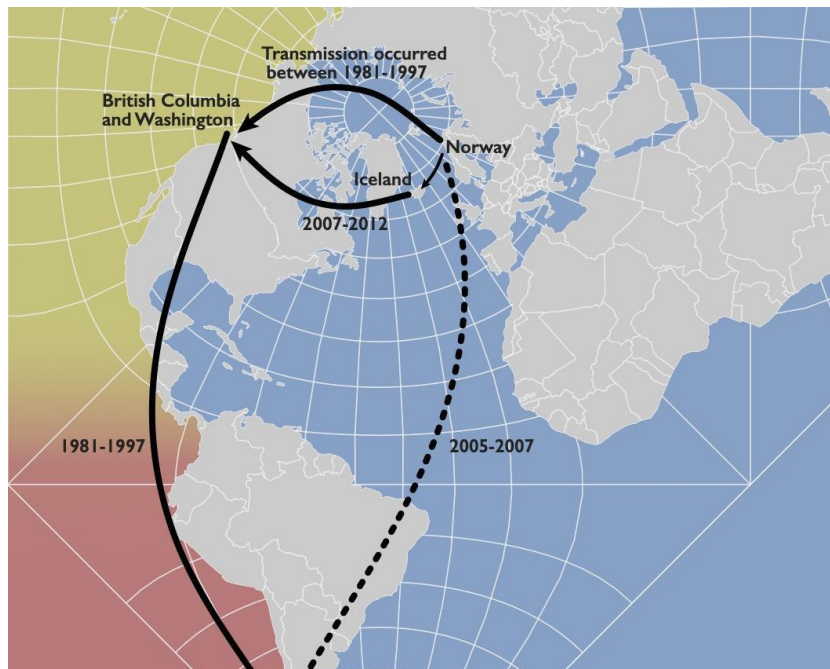 Transmission occurred
between 1981-1997
British Columbia
and Washington
Norway
Iceland
2007-2012
1981-1997
2005-2007